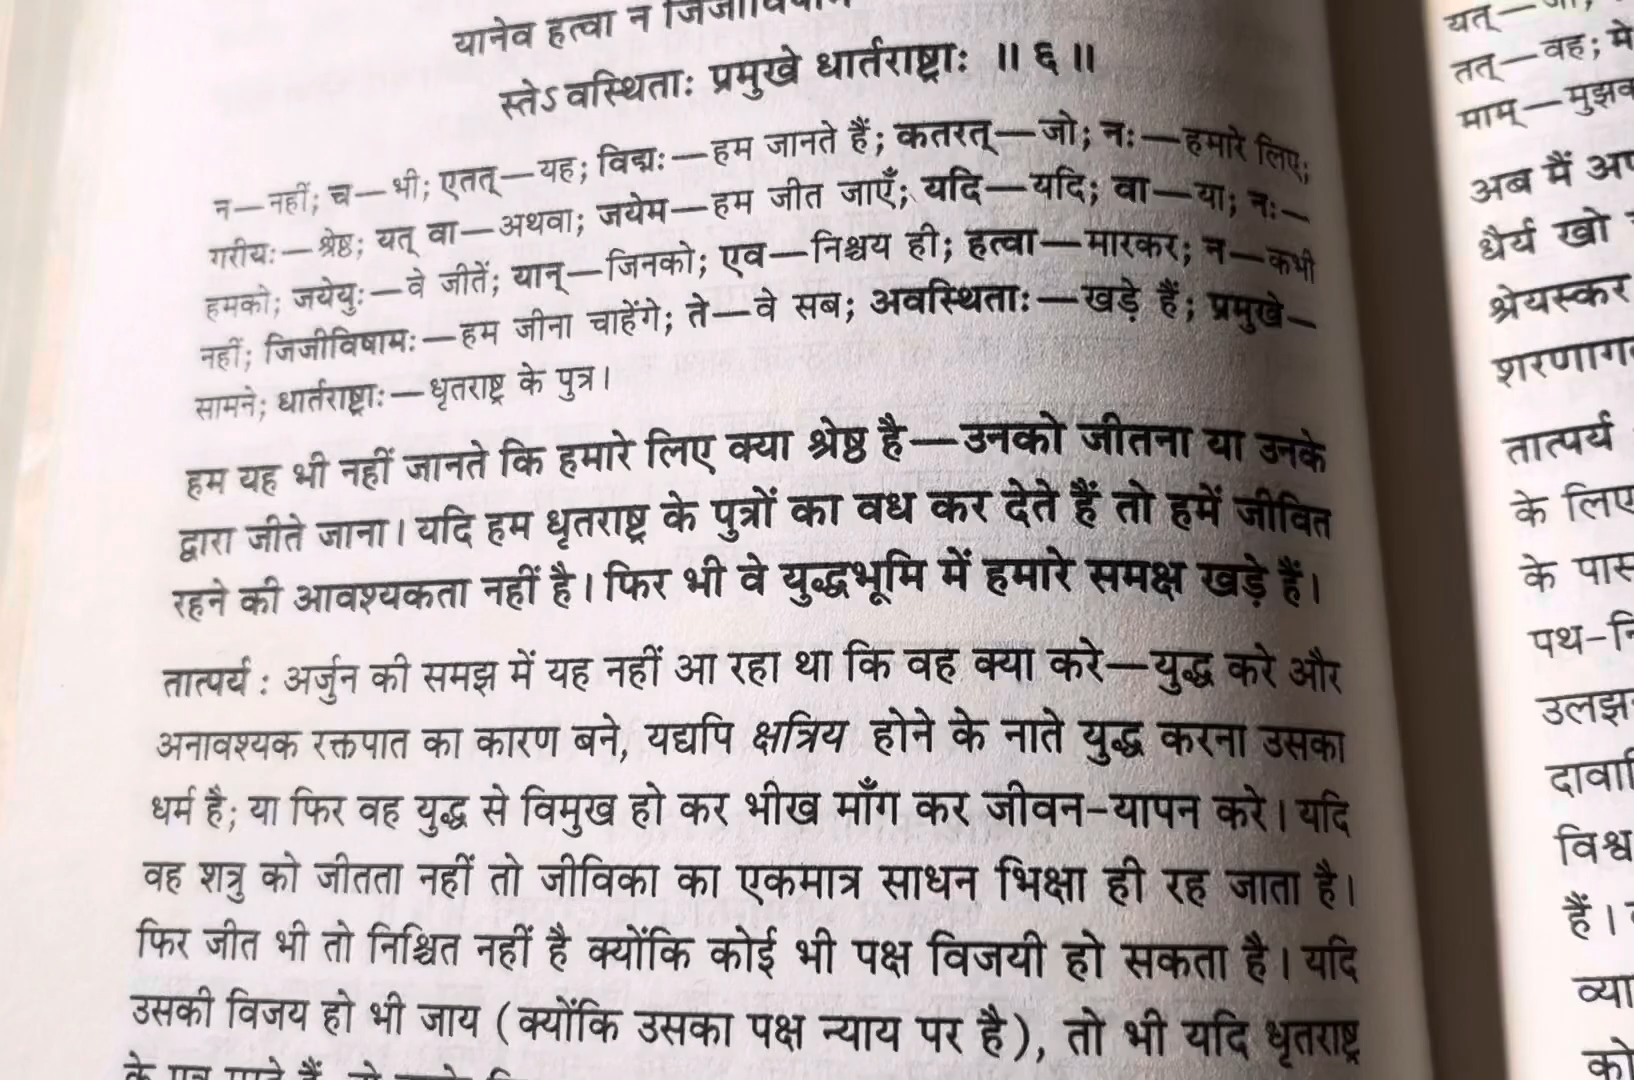 यानेव हत्वा न
स्तेऽवस्थिताः प्रमुखे धार्तराष्ट्राः ॥ ६ ॥
न—नहीं; च—भी; एतत्—यह; विद्मः—हम जानते हैं; कतरत्—जो; नः—हमारे लिए;
गरीयः—श्रेष्ठ; यत् वा—अथवा; जयेम—हम जीत जाएँ; यदि—यदि; वा—या; नः—
हमको; जयेयुः—वे जीतें; यान्—जिनको; एव—निश्चय ही; हत्वा—मारकर; न—कभी
नहीं; जिजीविषामः—हम जीना चाहेंगे; ते—वे सब; अवस्थिताः—खड़े हैं; प्रमुखे—
सामने; धार्तराष्ट्राः—धृतराष्ट्र के पुत्र।
हम यह भी नहीं जानते कि हमारे लिए क्या श्रेष्ठ है—उनको जीतना या उनके
द्वारा जीते जाना। यदि हम धृतराष्ट्र के पुत्रों का वध कर देते हैं तो हमें जीवित
रहने की आवश्यकता नहीं है। फिर भी वे युद्धभूमि में हमारे समक्ष खड़े हैं।
तात्पर्य : अर्जुन की समझ में यह नहीं आ रहा था कि वह क्या करे—युद्ध करे और
अनावश्यक रक्तपात का कारण बने, यद्यपि क्षत्रिय होने के नाते युद्ध करना उसका
धर्म है; या फिर वह युद्ध से विमुख हो कर भीख माँग कर जीवन-यापन करे। यदि
वह शत्रु को जीतता नहीं तो जीविका का एकमात्र साधन भिक्षा ही रह जाता है।
फिर जीत भी तो निश्चित नहीं है क्योंकि कोई भी पक्ष विजयी हो सकता है। यदि
उसकी विजय हो भी जाय (क्योंकि उसका पक्ष न्याय पर है), तो भी यदि धृतराष्ट्र
यत्—
तत्—वह;
माम्—
अब मैं
धैर्य खो
श्रेयस्कर
तात्पर्य
के लिए
के
हैं।